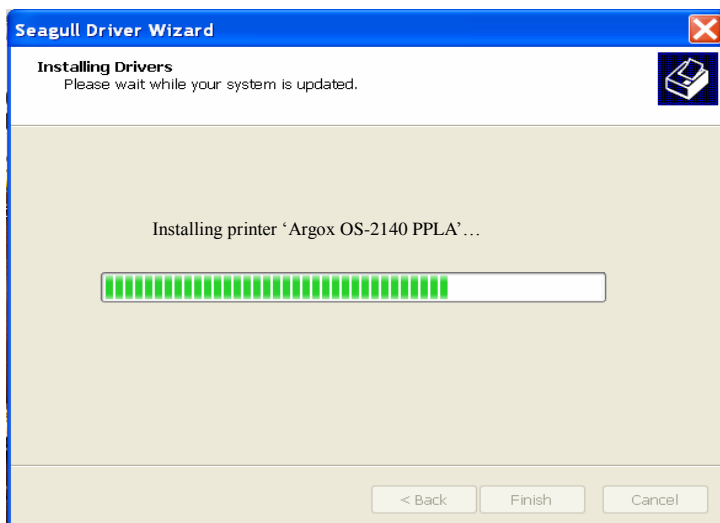 Seagull Driver Wizard
Installing Drivers
Please wait while your system is updated.
Installing printer ‘Argox OS-2140 PPLA’…
< Back
Finish
Cancel